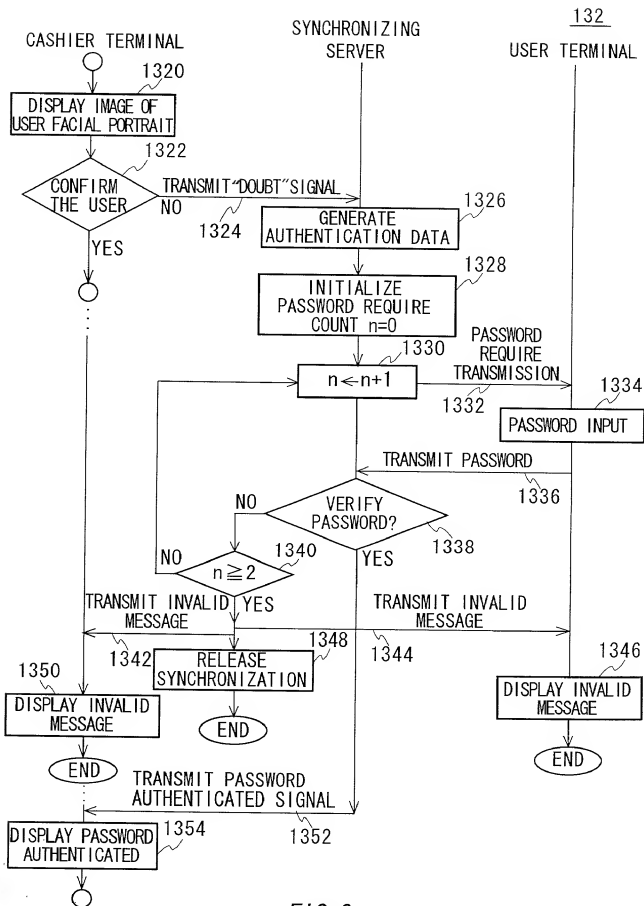 132
CASHIER TERMINAL
SYNCHRONIZING
SERVER
USER TERMINAL
1320
DISPLAY IMAGE OF
USER FACIAL PORTRAIT
1322
CONFIRM
THE USER
TRANSMIT "DOUBT" SIGNAL
NO
1324
YES
1326
GENERATE
AUTHENTICATION DATA
1328
INITIALIZE
PASSWORD REQUIRE
COUNT n=0
1330
n←n+1
PASSWORD
REQUIRE
TRANSMISSION
1332
1334
PASSWORD INPUT
TRANSMIT PASSWORD
1336
NO
VERIFY
PASSWORD?
1338
YES
NO
1340
n≧2
YES
TRANSMIT INVALID
MESSAGE
1342
TRANSMIT INVALID
MESSAGE
1344
1348
RELEASE
SYNCHRONIZATION
END
1346
DISPLAY INVALID
MESSAGE
END
1350
DISPLAY INVALID
MESSAGE
END
TRANSMIT PASSWORD
AUTHENTICATED SIGNAL
1352
1354
DISPLAY PASSWORD
AUTHENTICATED